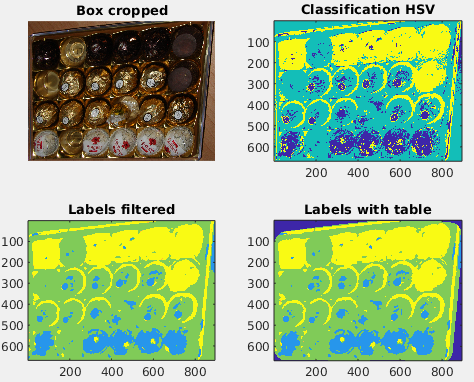 Box cropped
Classification HSV
100
200
300
400
500
600
200 400 600 800
Labels filtered
Labels with table
100
200
300
400
500
600
200 400 600 800
100
200
300
400
500
600
200 400 600 800